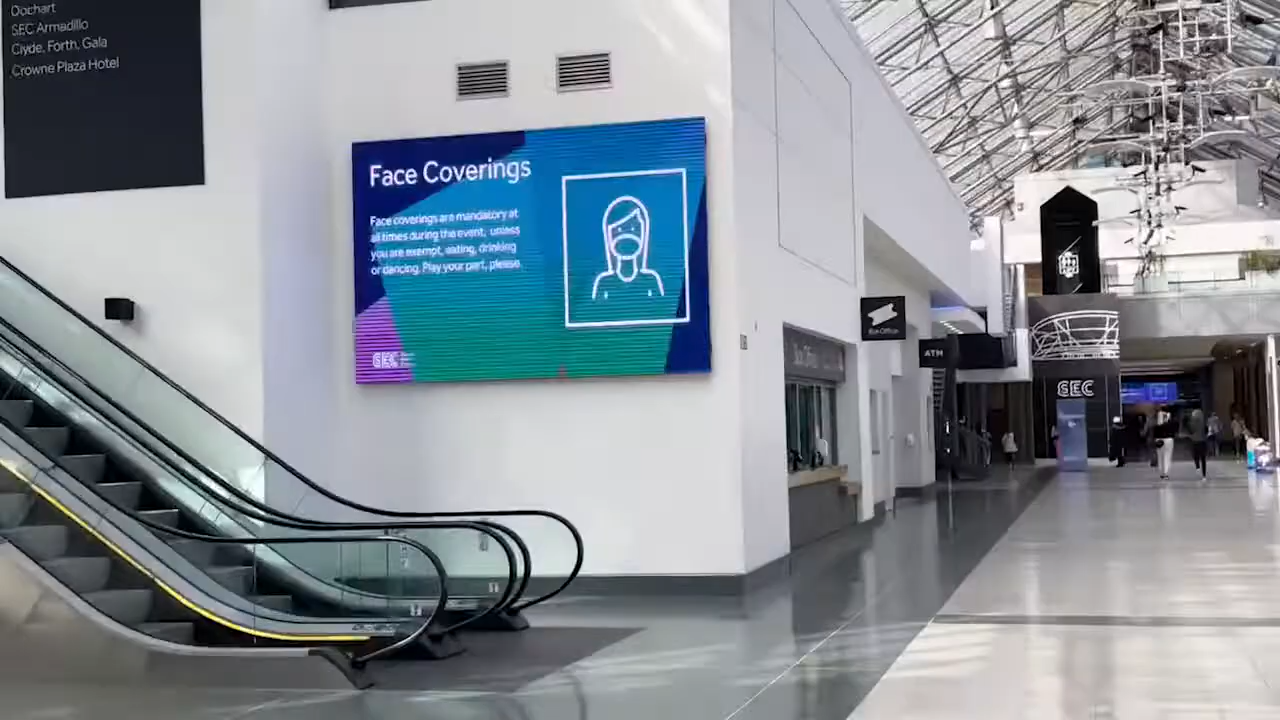 Dochart
SEC Armadillo
Clyde, Forth, Gala
Crowne Plaza Hotel
Face Coverings
Face coverings are mandatory at
all times during the event, unless
you are exempt, eating, drinking
or dancing. Play your part, please.
SEC
Box Office
Box Office
ATM
SEC